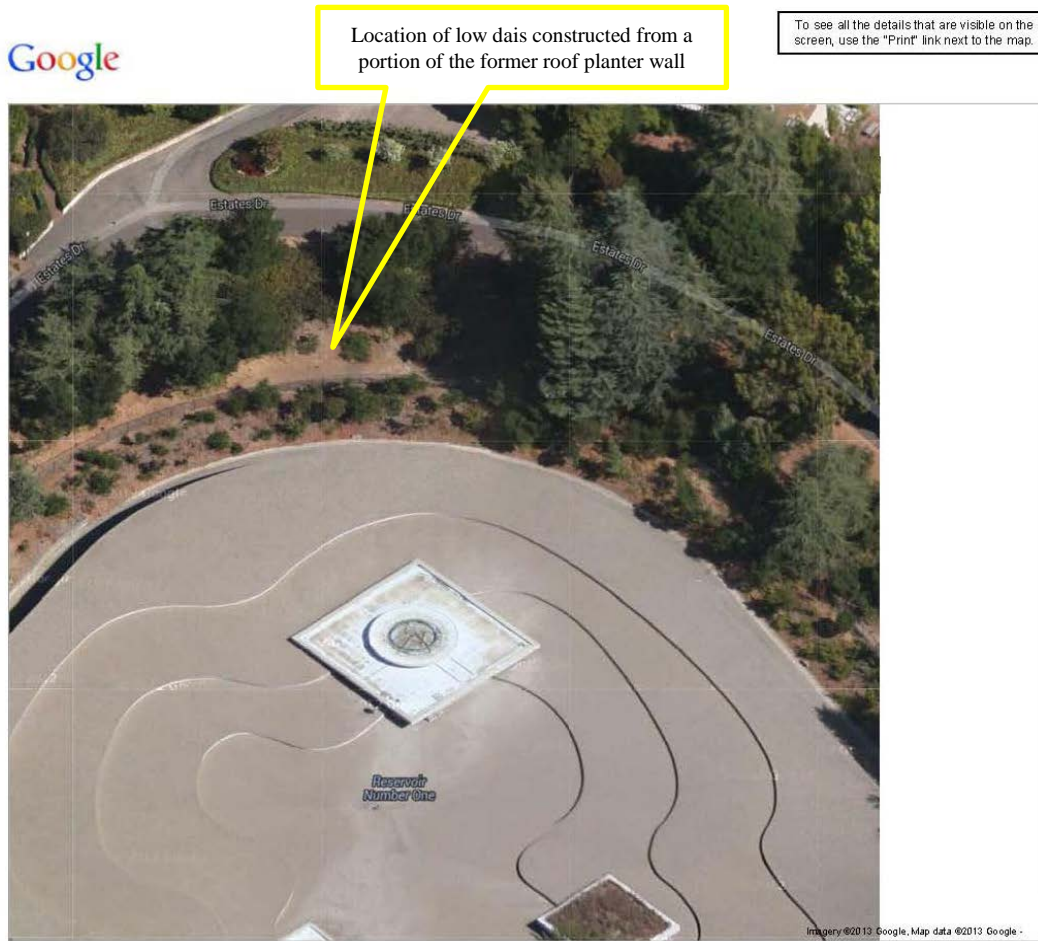 Google
Location of low dais constructed from a
portion of the former roof planter wall
To see all the details that are visible on the
screen, use the "Print" link next to the map.
Estates Dr
Estates Dr
Estates Dr
Estates Dr
Estates Dr
Reservoir
Number One
Imagery ©2013 Google, Map data ©2013 Google -